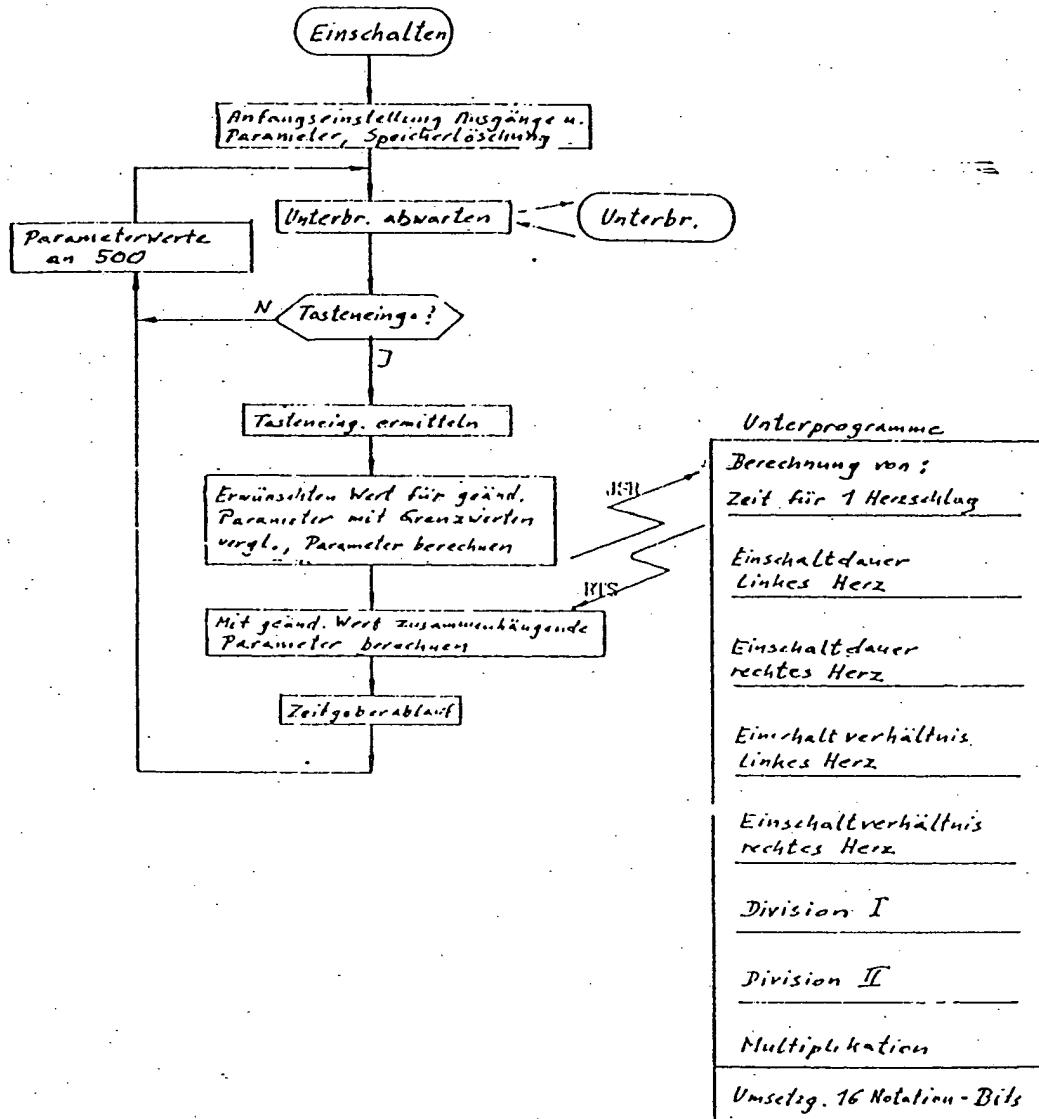 Einschalten
Anfangseinstellung Ausgänge u.
Parameter, Speicherlöschung
Unterbr. abwarten
Unterbr.
Parameterwerte
an 500
N
Tasteneing.?
J
Tasteneing. ermitteln
Erwünschten Wert für geänd.
Parameter mit Grenzwerten
vergl., Parameter berechnen
JSR
RTS
Mit geänd. Wert zusammenhängende
Parameter berechnen
Zeitgeberablauf
Unterprogramme
Berechnung von:
Zeit für 1 Herzschlag
Einschaltdauer
Linkes Herz
Einschaltdauer
rechtes Herz
Einschaltverhältnis
Linkes Herz
Einschaltverhältnis
rechtes Herz
Division I
Division II
Multiplikation
Umsetzg. 16 Notation-Bits